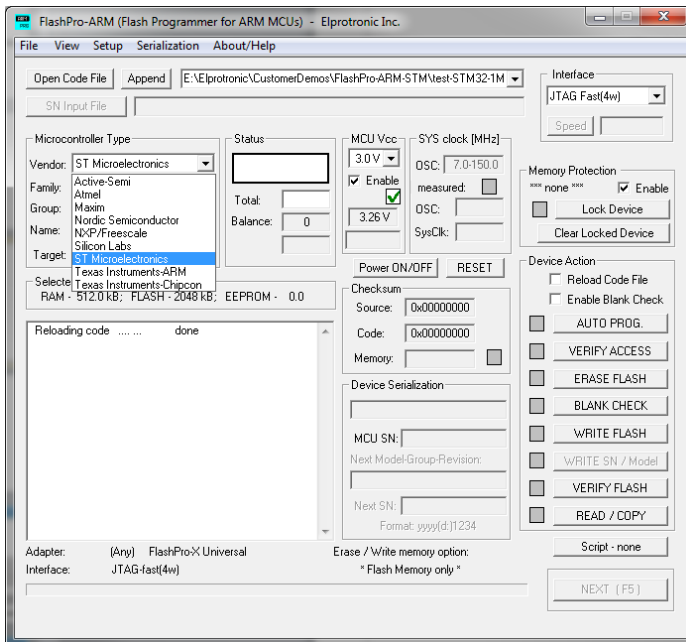 FlashPro-ARM (Flash Programmer for ARM MCUs) - Elprotronic Inc.
File View Setup Serialization About/Help
Open Code File Append E:\Elprotronic\CustomerDemos\FlashPro-ARM-STM\test-STM32-1M
SN Input File
Interface
JTAG Fast(4w)
Speed
Microcontroller Type
Vendor: ST Microelectronics
Family:
Group:
Name:
Target:
Active-Semi
Atmel
Maxim
Nordic Semiconductor
NXP/Freescale
Silicon Labs
ST Microelectronics
Texas Instruments-ARM
Texas Instruments-Chipcon
Status
Total:
Balance: 0
MCU Vcc
3.0 V
Enable
3.26 V
SYS clock [MHz]
OSC: 7.0-150.0
measured:
OSC:
SysClk:
Memory Protection
*** none *** Enable
Lock Device
Clear Locked Device
Power ON/OFF RESET
Selecte
RAM - 512.0 kB; FLASH - 2048 kB; EEPROM - 0.0
Reloading code .... ... done
Checksum
Source: 0x00000000
Code: 0x00000000
Memory:
Device Serialization
MCU SN:
Next Model-Group-Revision:
Next SN:
Format: yyyy(d:)1234
Device Action
Reload Code File
Enable Blank Check
AUTO PROG.
VERIFY ACCESS
ERASE FLASH
BLANK CHECK
WRITE FLASH
WRITE SN / Model
VERIFY FLASH
READ / COPY
Script - none
NEXT ( F5 )
Adapter: (Any) FlashPro-X Universal
Interface: JTAG-fast(4w)
Erase / Write memory option:
* Flash Memory only *